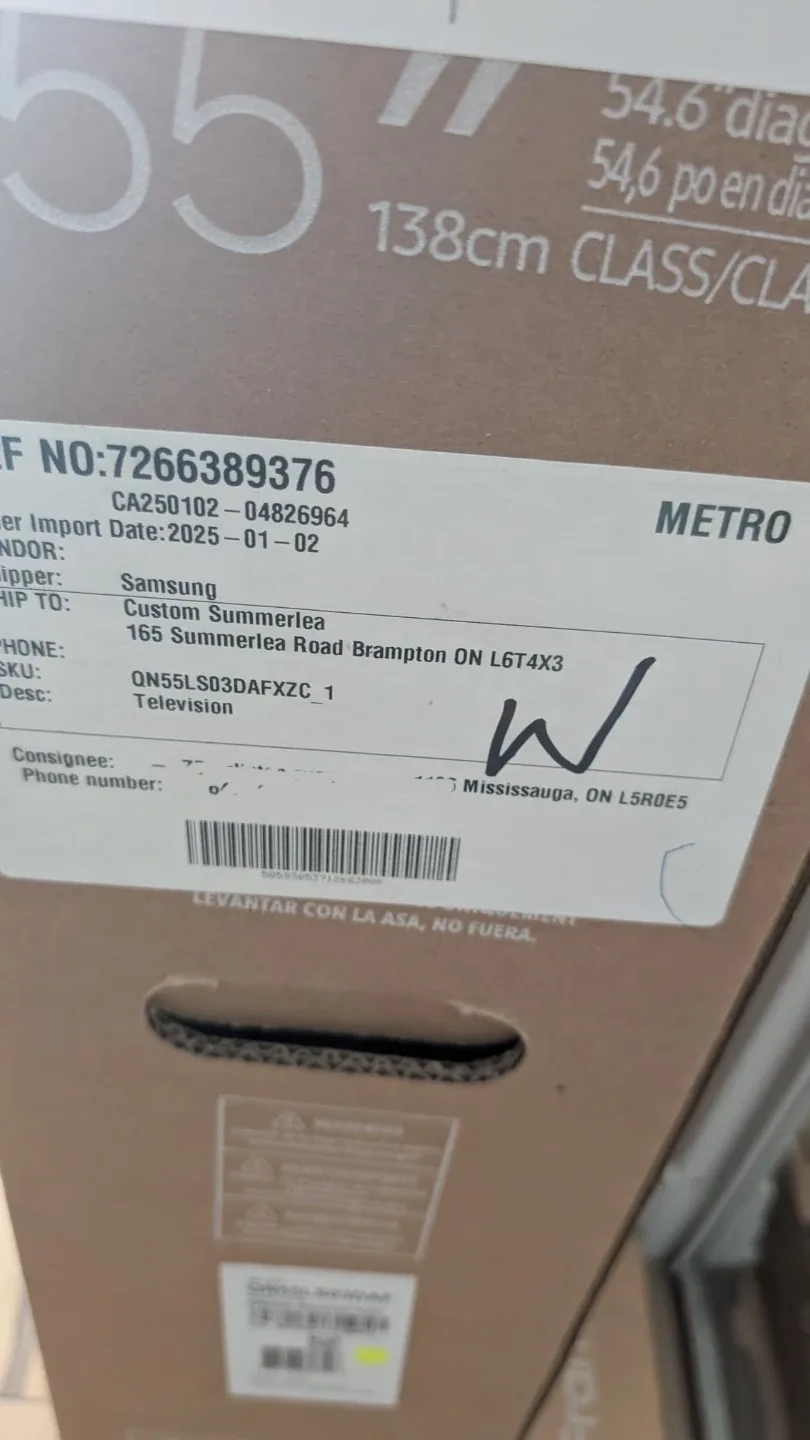 55"
54.6" diag
54,6 po en dia
138cm CLASS/CLA
EF NO:7266389376
METRO
CA250102-04826964
er Import Date:2025-01-02
NDOR:
ipper: Samsung
HIP TO: Custom Summerlea
165 Summerlea Road Brampton ON L6T4X3
PHONE:
SKU: QN55LS03DAFXZC_1
Desc: Television
W
Consignee:
Mississauga, ON L5R0E5
Phone number:
LEVANTAR CON LA ASA, NO FUERA.